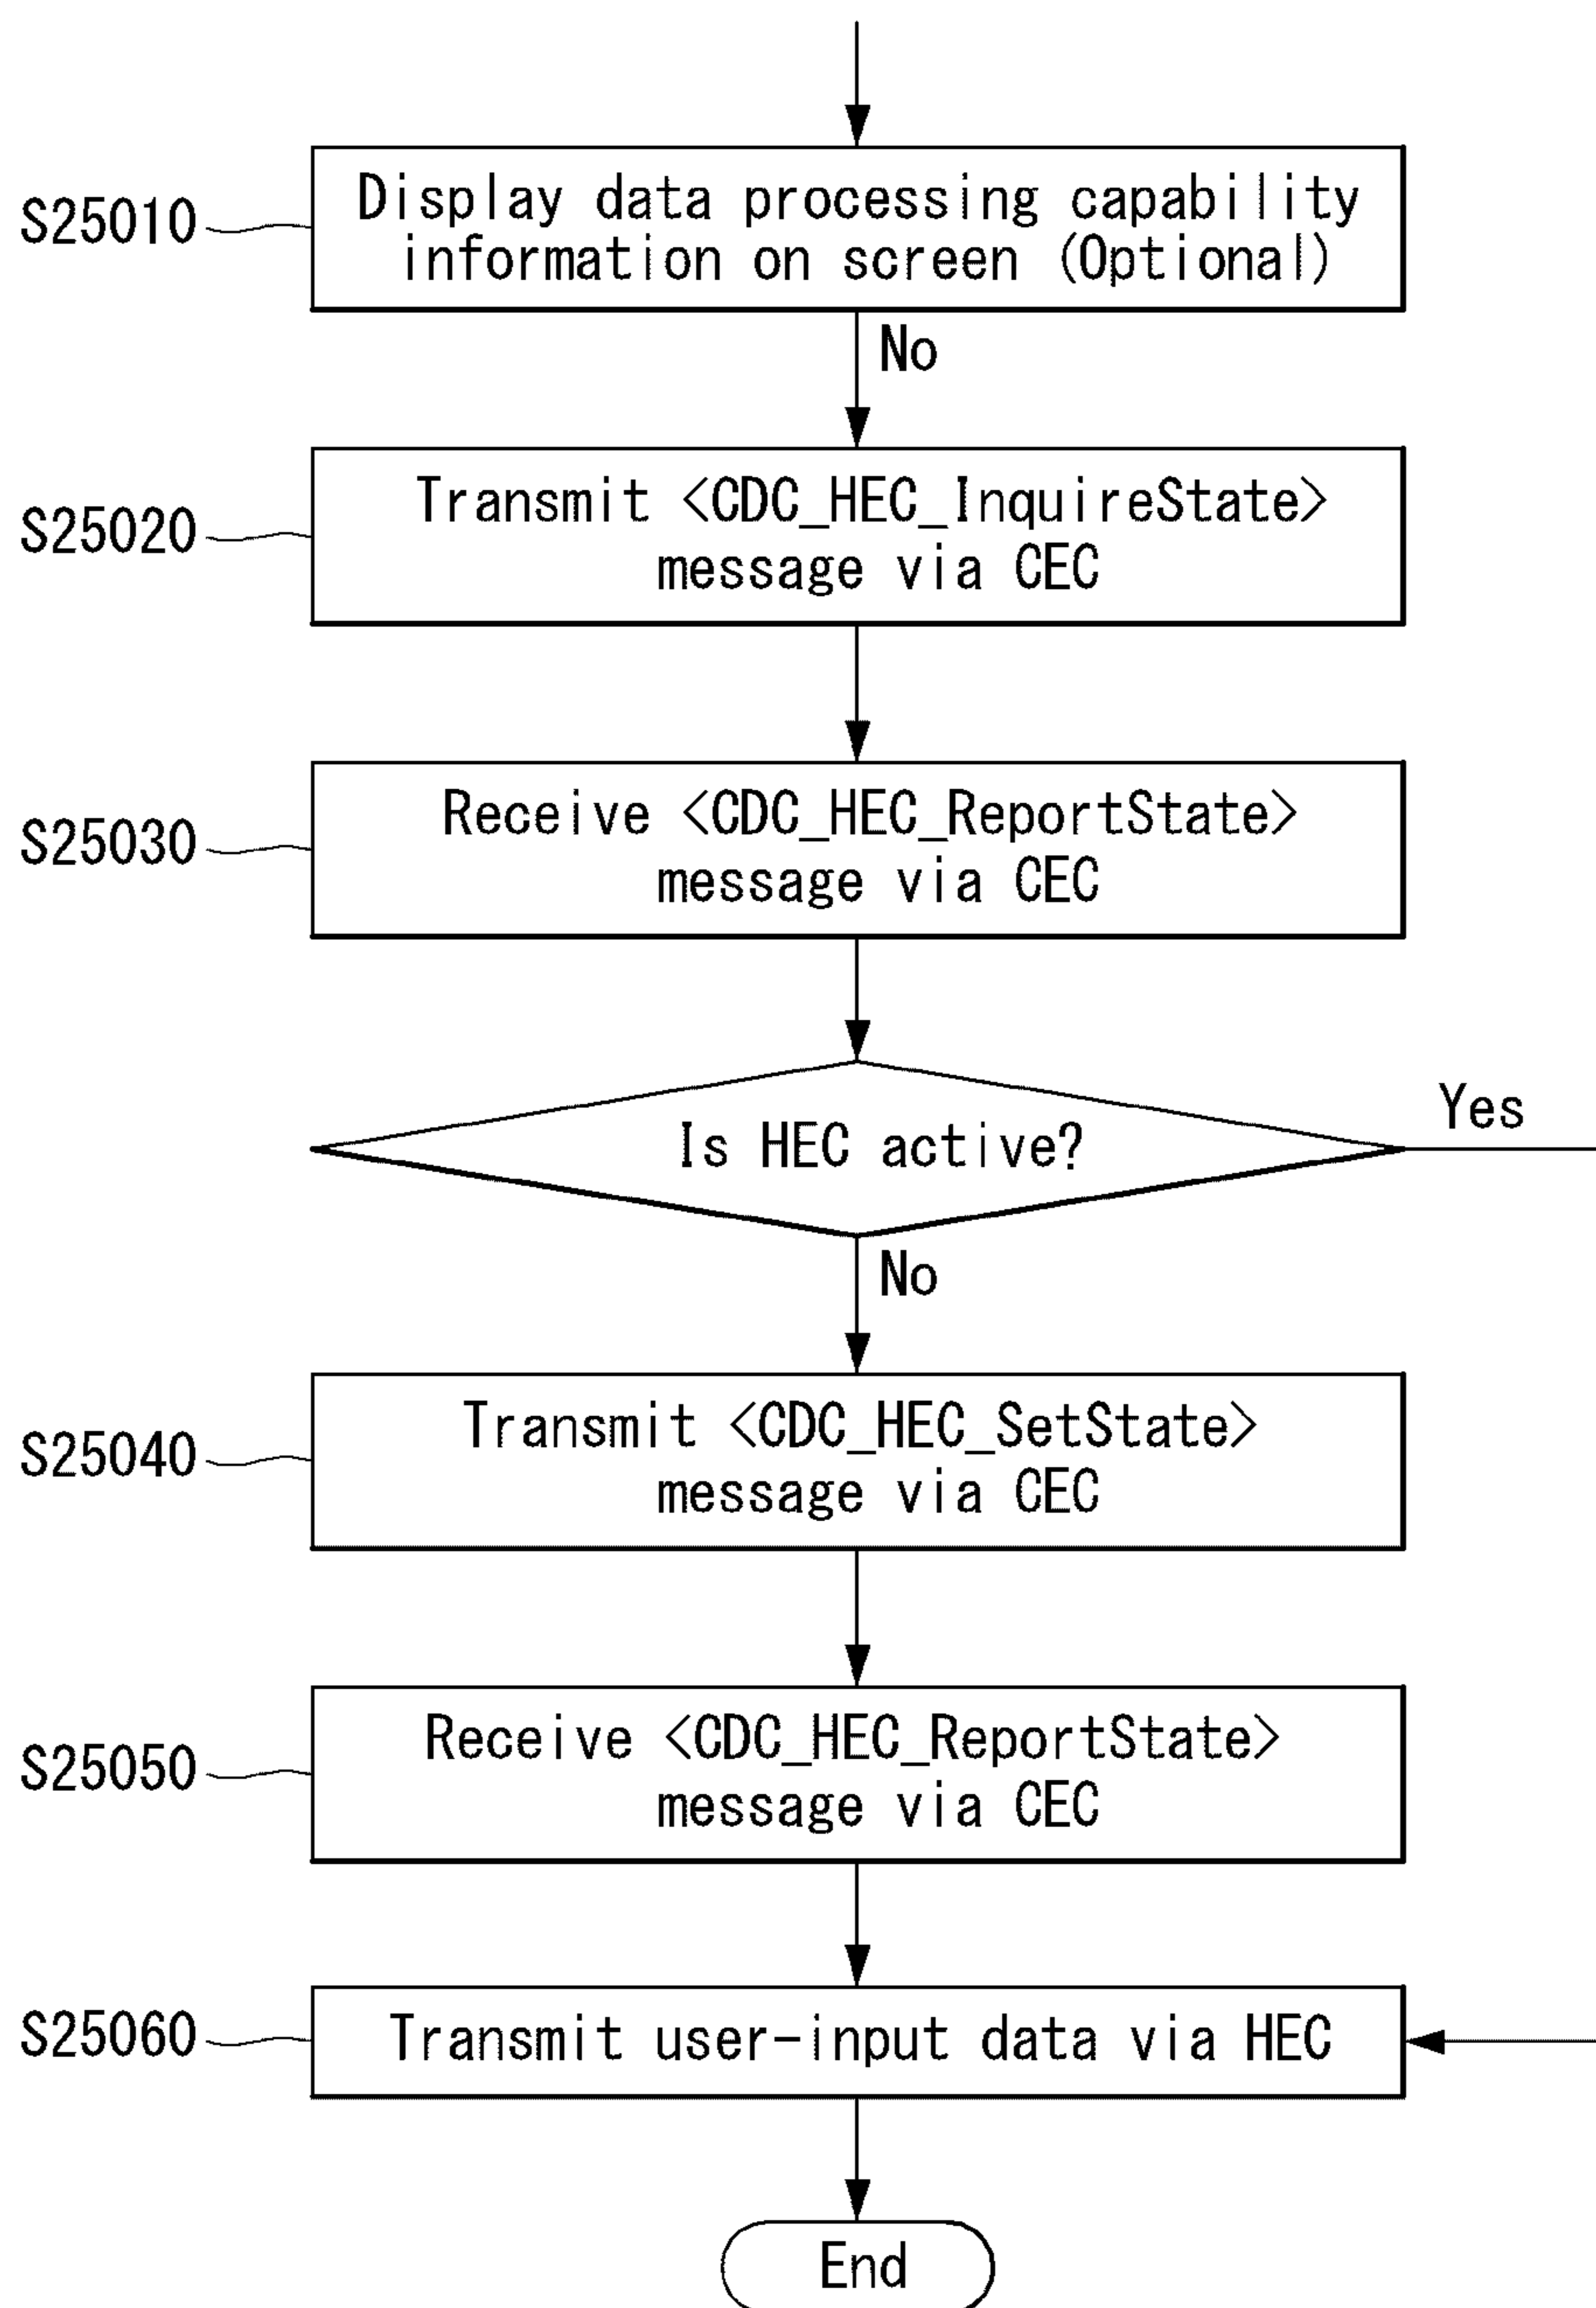 S25010
Display data processing capability
information on screen (Optional)
No
S25020
Transmit <CDC_HEC_InquireState>
message via CEC
S25030
Receive <CDC_HEC_ReportState>
message via CEC
Is HEC active?
Yes
No
S25040
Transmit <CDC_HEC_SetState>
message via CEC
S25050
Receive <CDC_HEC_ReportState>
message via CEC
S25060
Transmit user-input data via HEC
End